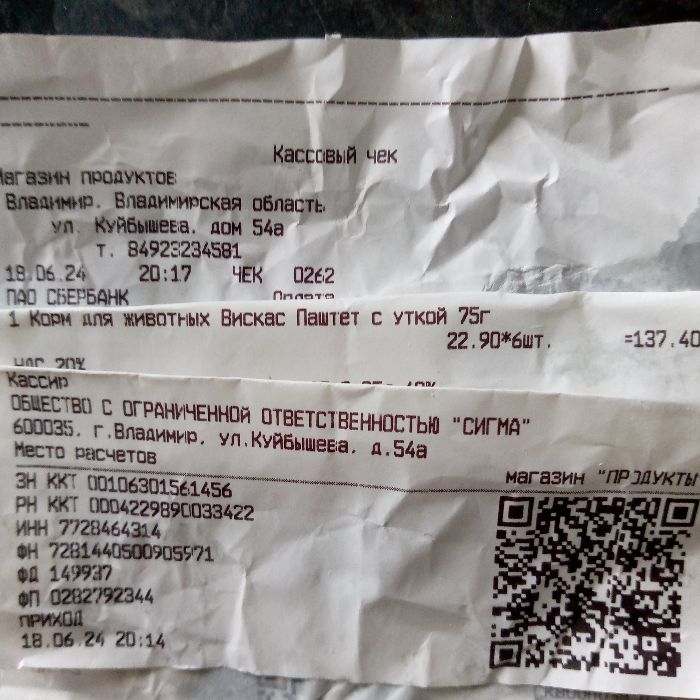 Кассовый чек
Магазин продуктов
Владимир, Владимирская область
ул. Куйбышева, дом 54а
т. 84923234581
18.06.24 20:17 ЧЕК 0262
ПАО СБЕРБАНК Оплата
1 Корм для животных Вискас Паштет с уткой 75г
22.90*6шт. =137.40
НДС 20%
Кассир
ОБЩЕСТВО С ОГРАНИЧЕННОЙ ОТВЕТСТВЕННОСТЬЮ "СИГМА"
600035, г.Владимир, ул.Куйбышева, д.54а
Место расчетов
магазин "ПРОДУКТЫ
ЗН ККТ 00106301561456
РН ККТ 0004229890033422
ИНН 7728464314
ФН 7281440500905971
ФД 149937
ФП 0282792344
ПРИХОД
18.06.24 20:14